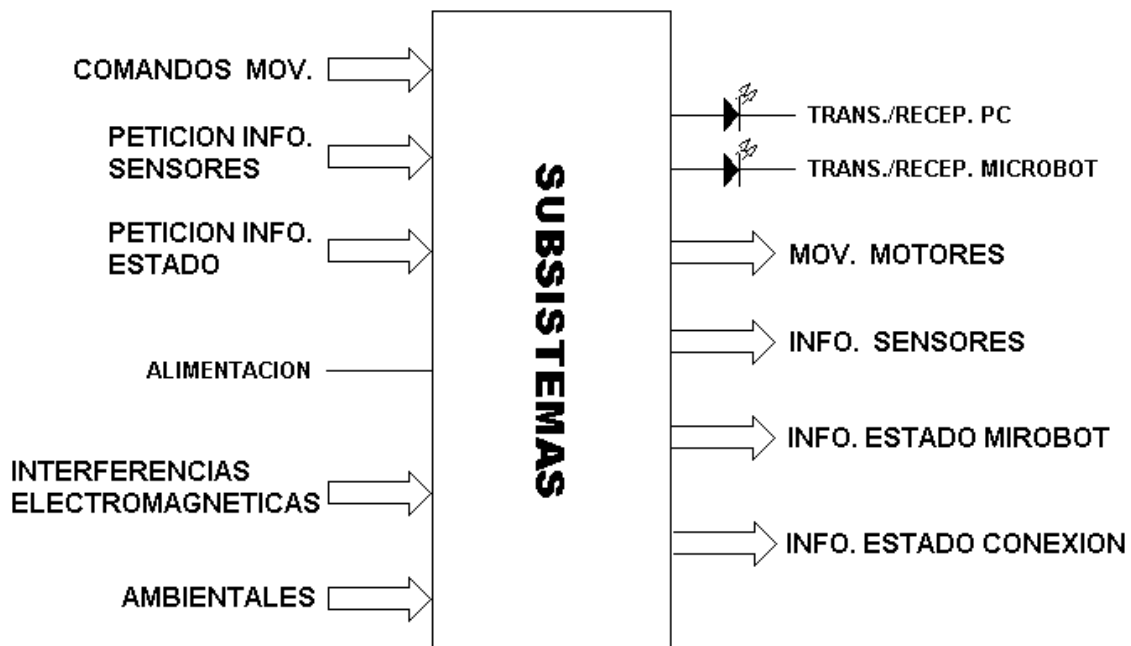 COMANDOS MOV.
PETICION INFO.
SENSORES
PETICION INFO.
ESTADO
ALIMENTACION
INTERFERENCIAS
ELECTROMAGNETICAS
AMBIENTALES
SUBSISTEMAS
TRANS./RECEP. PC
TRANS./RECEP. MICROBOT
MOV. MOTORES
INFO. SENSORES
INFO. ESTADO MIROBOT
INFO. ESTADO CONEXION